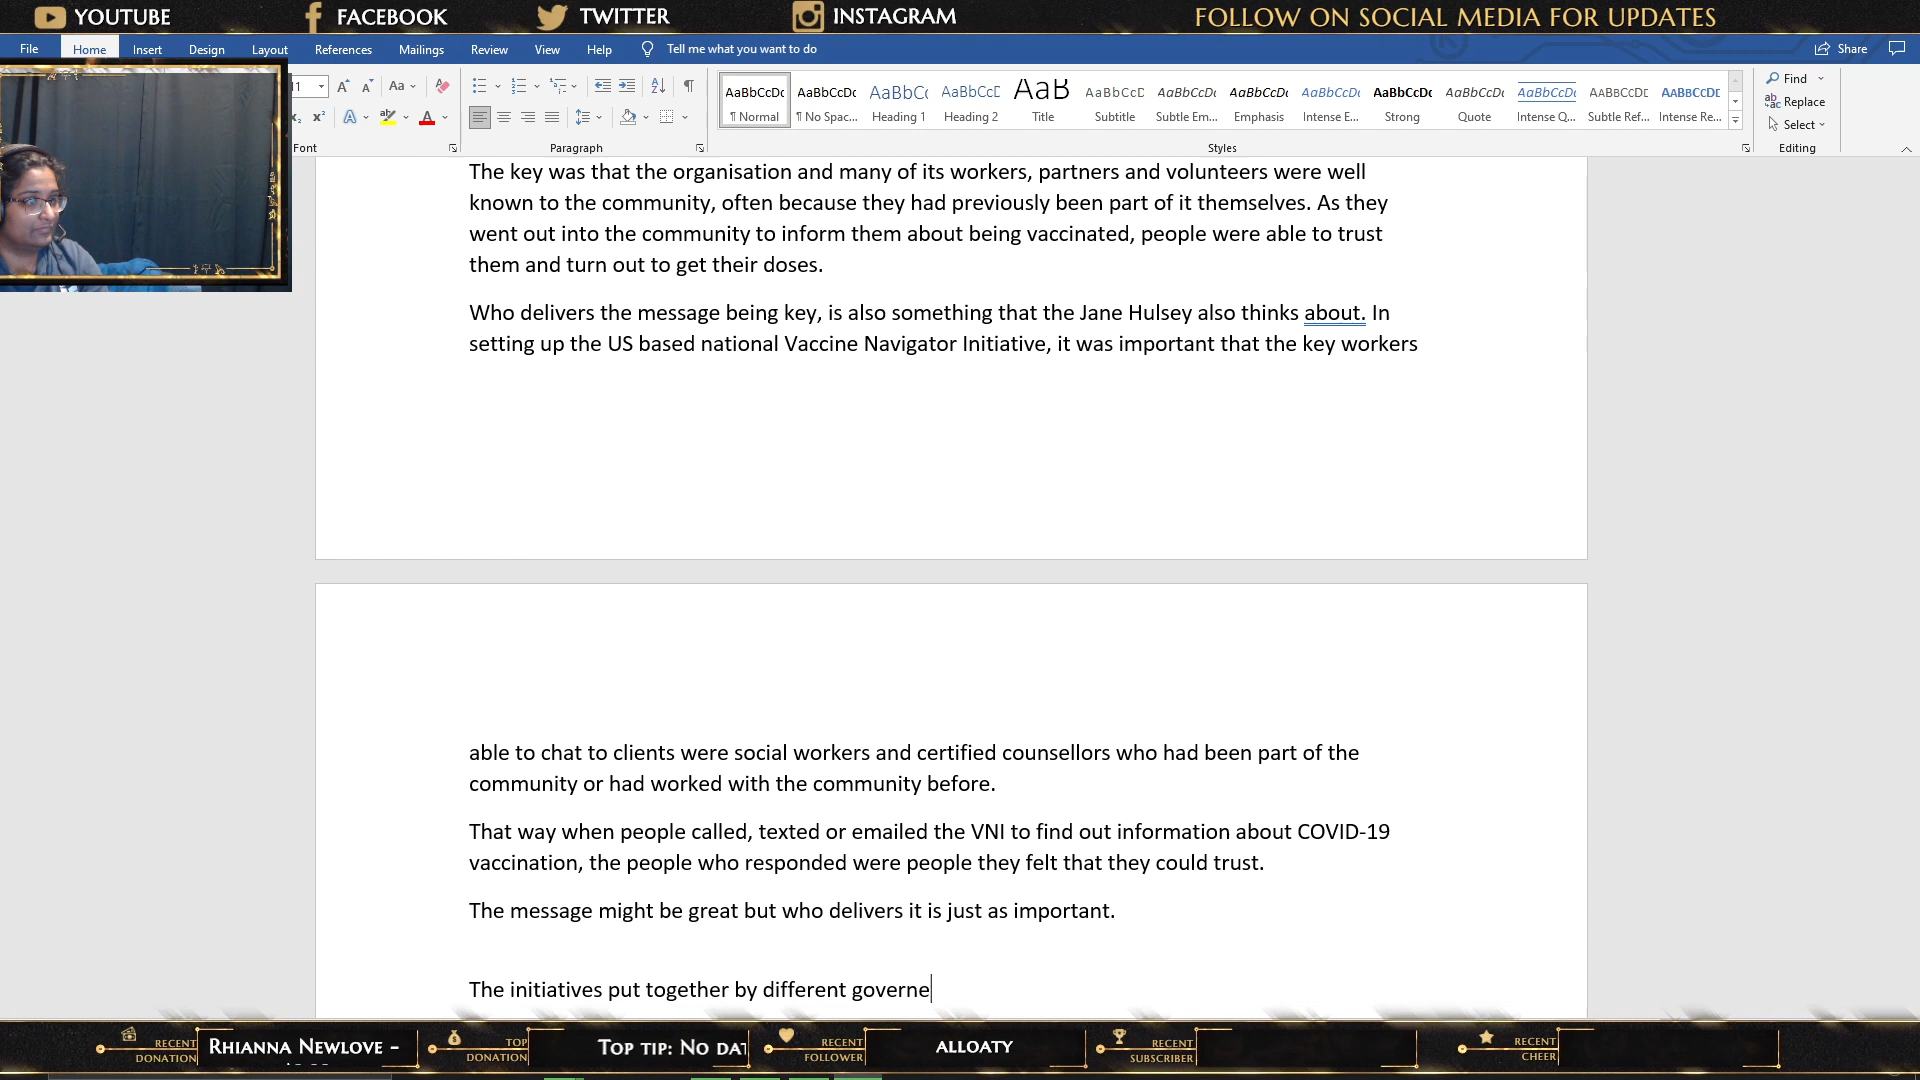 YOUTUBE FACEBOOK TWITTER INSTAGRAM FOLLOW ON SOCIAL MEDIA FOR UPDATES
File Home Insert Design Layout References Mailings Review View Help Tell me what you want to do Share
Aa
Find
Replace
Select
AaBbCcDc AaBbCcDc AaBbC AaBbCcD AaB AaBbCcD AaBbCcDc AaBbCcDc AaBbCcDc AaBbCcDc AaBbCcDc AaBbCcDc AaBbCcDc AaBbCcDc
¶ Normal ¶ No Spac... Heading 1 Heading 2 Title Subtitle Subtle Em... Emphasis Intense E... Strong Quote Intense Q... Subtle Ref... Intense Re...
Font Paragraph Styles Editing
The key was that the organisation and many of its workers, partners and volunteers were well
known to the community, often because they had previously been part of it themselves. As they
went out into the community to inform them about being vaccinated, people were able to trust
them and turn out to get their doses.
Who delivers the message being key, is also something that the Jane Hulsey also thinks about. In
setting up the US based national Vaccine Navigator Initiative, it was important that the key workers
able to chat to clients were social workers and certified counsellors who had been part of the
community or had worked with the community before.
That way when people called, texted or emailed the VNI to find out information about COVID-19
vaccination, the people who responded were people they felt that they could trust.
The message might be great but who delivers it is just as important.
The initiatives put together by different governe
RECENT DONATION RHIANNA NEWLOVE -
TOP DONATION TOP TIP: NO DAT
RECENT FOLLOWER ALLOATY
RECENT SUBSCRIBER
RECENT CHEER